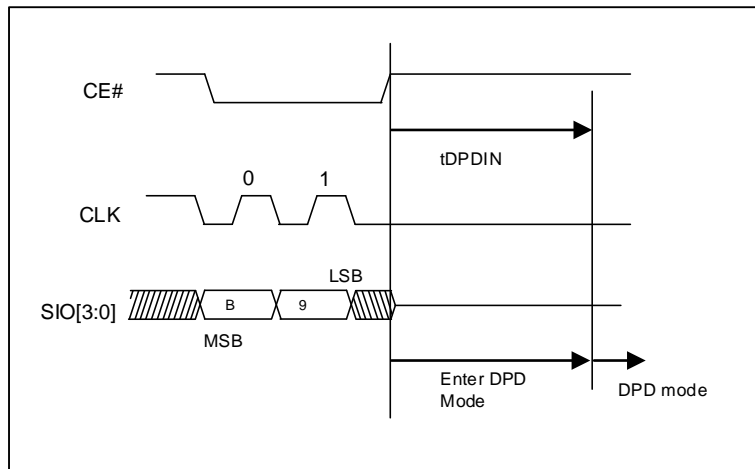 CE#
tDPDIN
0 1
CLK
LSB
SIO[3:0]
B 9
MSB
Enter DPD
Mode
DPD mode